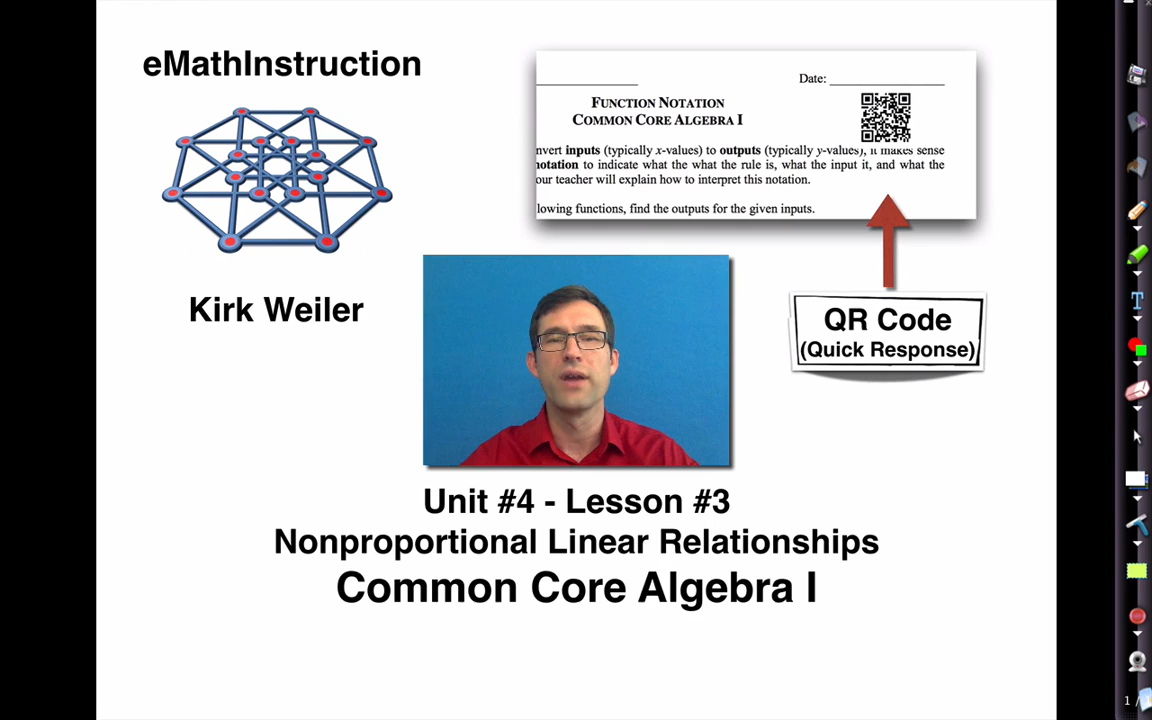 eMathInstruction
Kirk Weiler
Date:
FUNCTION NOTATION
COMMON CORE ALGEBRA I
nvert inputs (typically x-values) to outputs (typically y-values), it makes sense
notation to indicate what the what the rule is, what the input it, and what the
our teacher will explain how to interpret this notation.
lowing functions, find the outputs for the given inputs.
QR Code
(Quick Response)
Unit #4 - Lesson #3
Nonproportional Linear Relationships
Common Core Algebra I
T
1 /